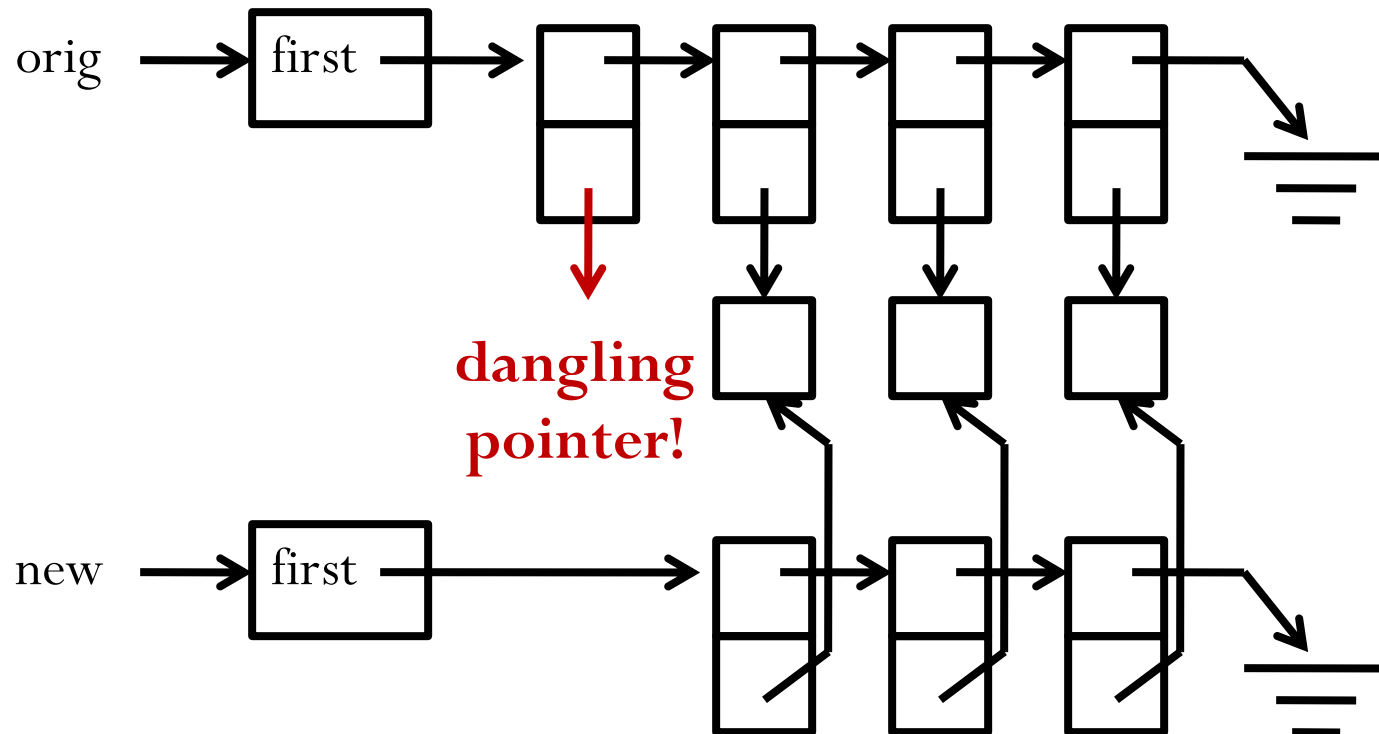 orig
first
dangling
pointer!
new
first